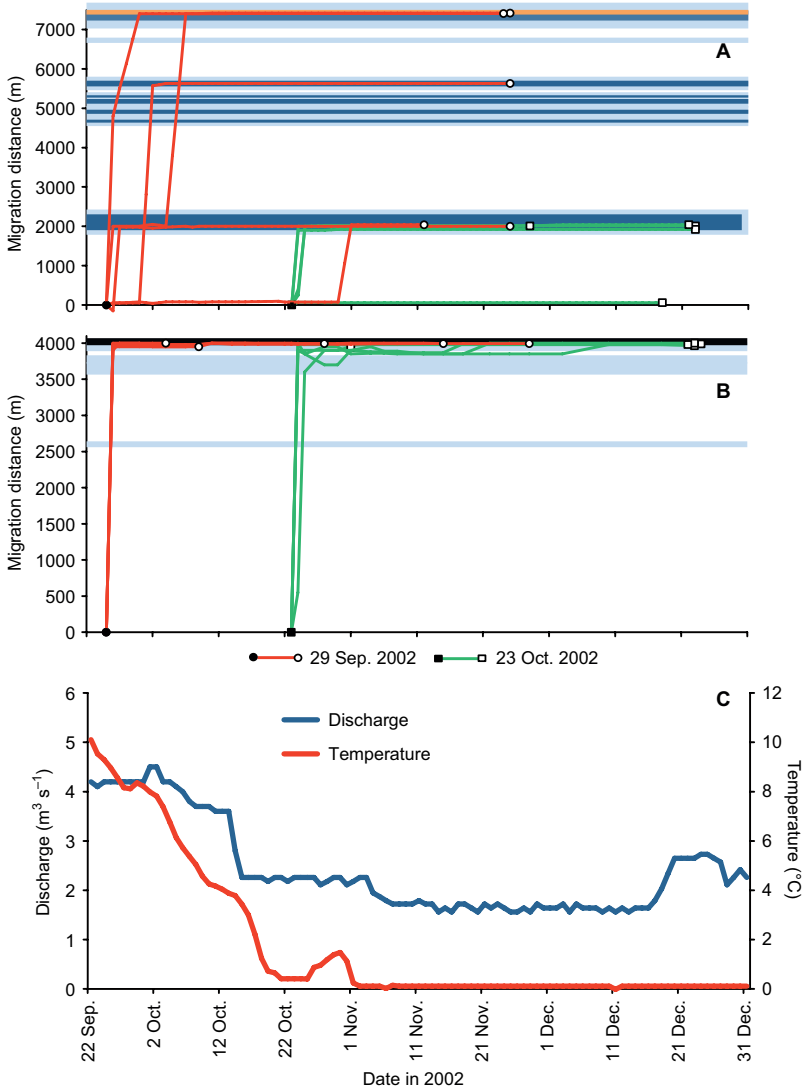 A
Migration distance (m)
7000
6000
5000
4000
3000
2000
1000
0
B
Migration distance (m)
4000
3500
3000
2500
2000
1500
1000
500
0
29 Sep. 2002 23 Oct. 2002
C
Discharge
Temperature
Discharge (m³ s⁻¹)
6
5
4
3
2
1
0
Temperature (°C)
12
10
8
6
4
2
0
22 Sep.
2 Oct.
12 Oct.
22 Oct.
1 Nov.
11 Nov.
21 Nov.
1 Dec.
11 Dec.
21 Dec.
31 Dec.
Date in 2002